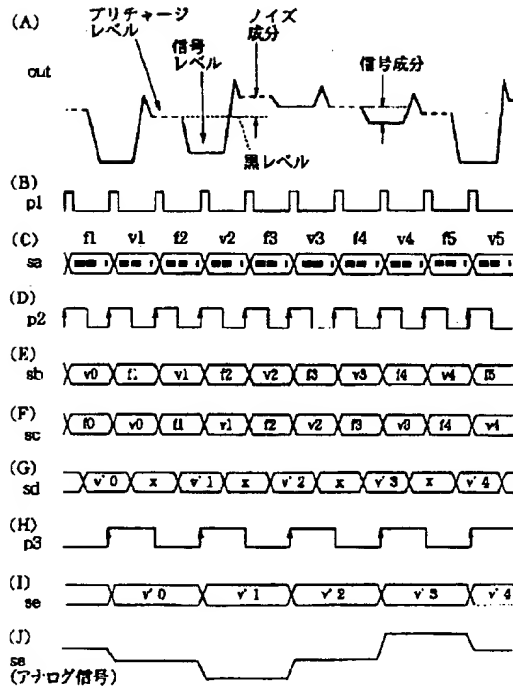 (A)
out
プリチャージ
レベル
信号
レベル
ノイズ
成分
信号成分
黒レベル
(B)
p1
(C) f1 v1 f2 v2 f3 v3 f4 v4 f5 v5
sa
(D)
p2
(E)
sb v0 f1 v1 f2 v2 f3 v3 f4 v4 f5
(F)
sc f0 v0 f1 v1 f2 v2 f3 v3 f4 v4
(G)
sd v'0 x v'1 x v'2 x v'3 x v'4
(H)
p3
(I)
se v'0 v'1 v'2 v'3 v'4
(J)
se
(アナログ信号)